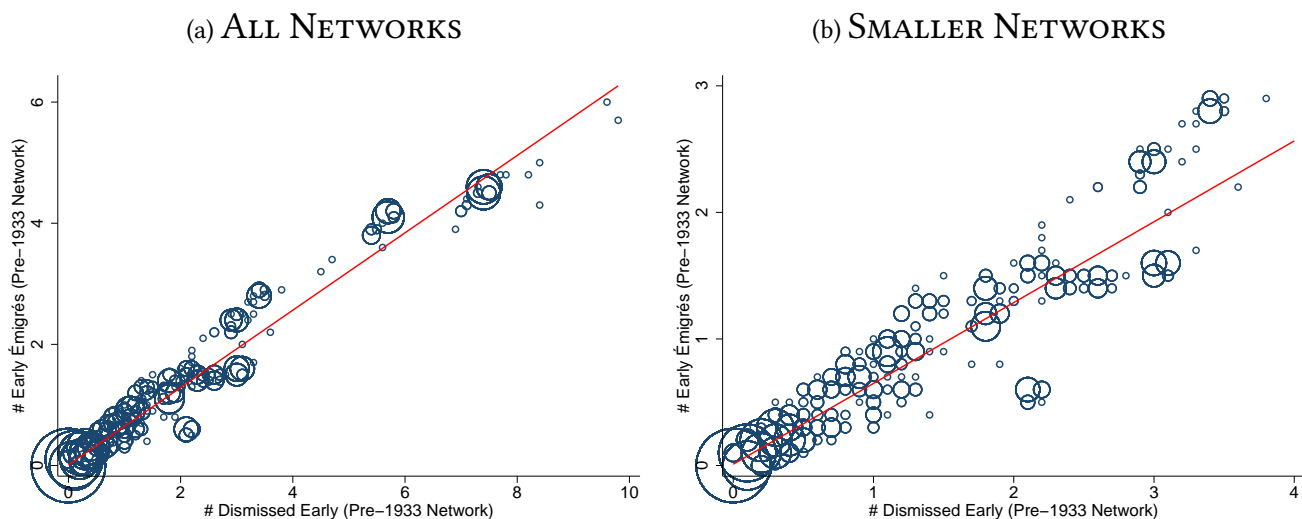 (a) ALL NETWORKS
# Early Émigrés (Pre−1933 Network)
6
4
2
0
0 2 4 6 8 10
# Dismissed Early (Pre−1933 Network)
(b) SMALLER NETWORKS
# Early Émigrés (Pre−1933 Network)
3
2
1
0
0 1 2 3 4
# Dismissed Early (Pre−1933 Network)